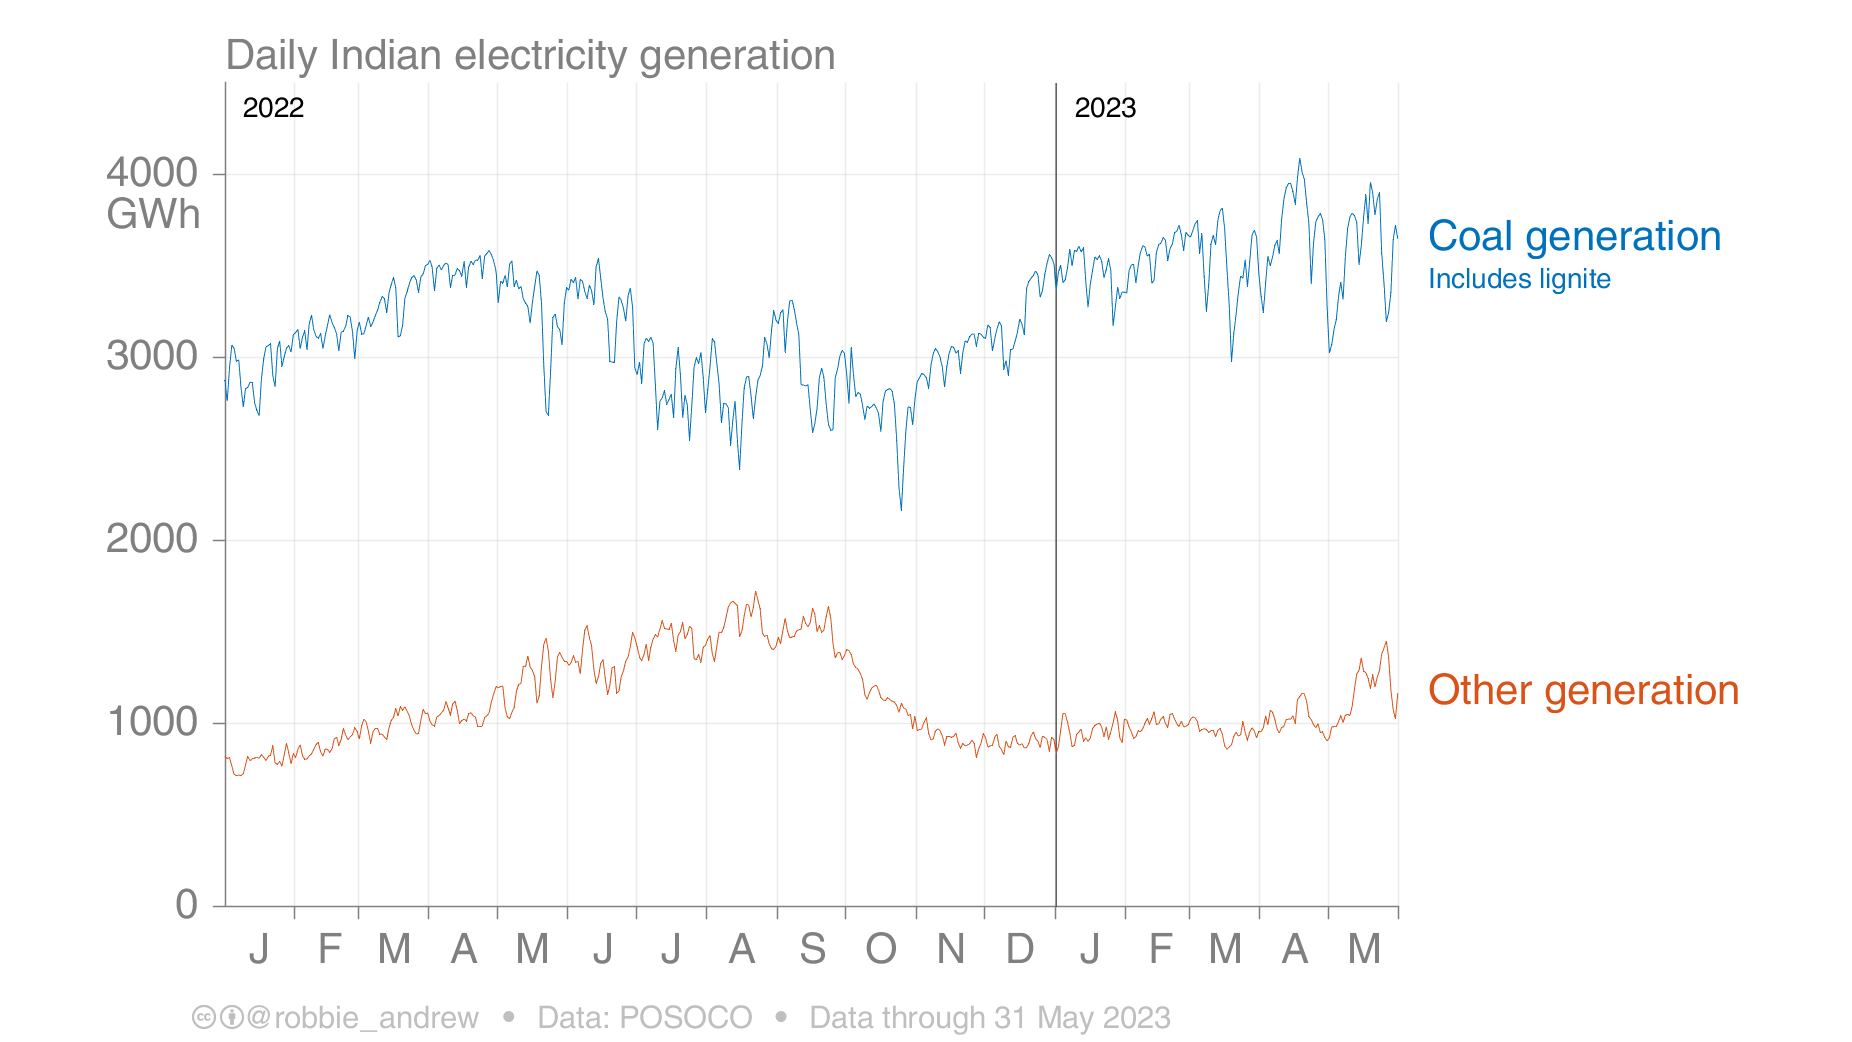 Daily Indian electricity generation
2022
2023
4000
GWh
3000
2000
1000
0
Coal generation
Includes lignite
Other generation
J F M A M J J A S O N D J F M A M
cc @robbie_andrew • Data: POSOCO • Data through 31 May 2023